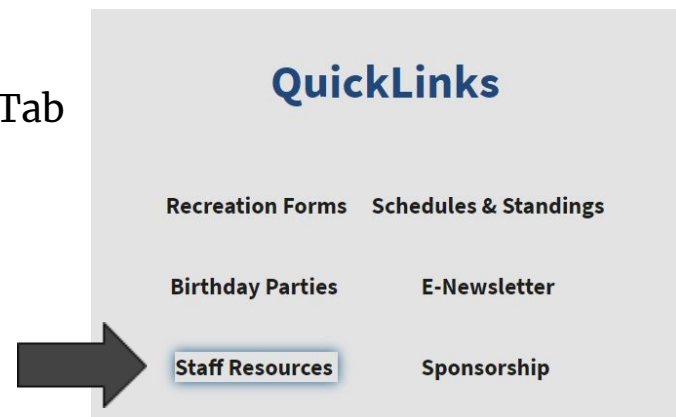 Tab
QuickLinks
Recreation Forms Schedules & Standings
Birthday Parties E-Newsletter
Staff Resources Sponsorship